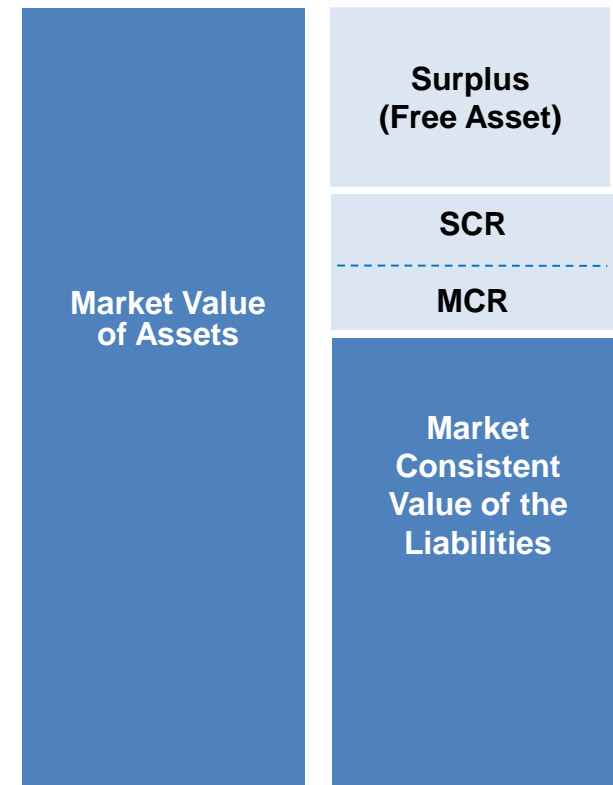 Market Value
of Assets
Surplus
(Free Asset)
SCR
MCR
Market
Consistent
Value of the
Liabilities